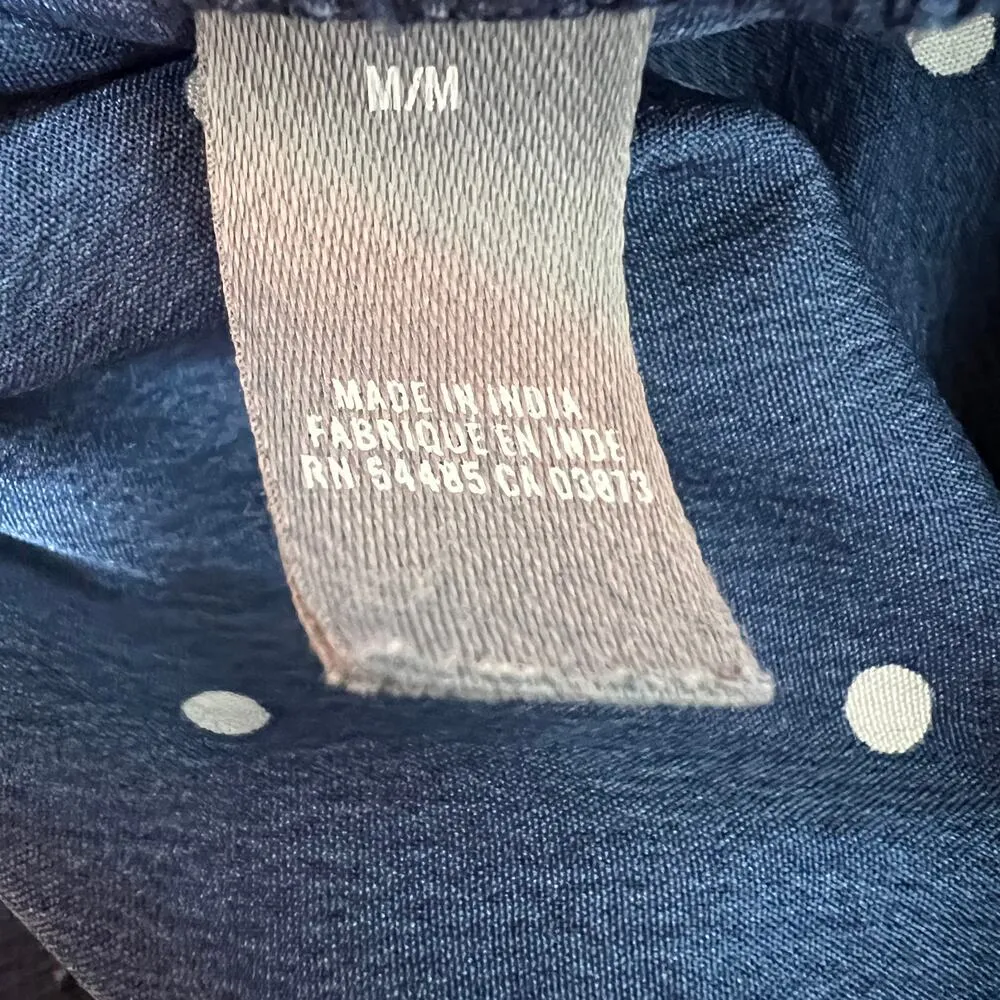 M/M
MADE IN INDIA
FABRIQUE EN INDE
RN 54485 CA 03873